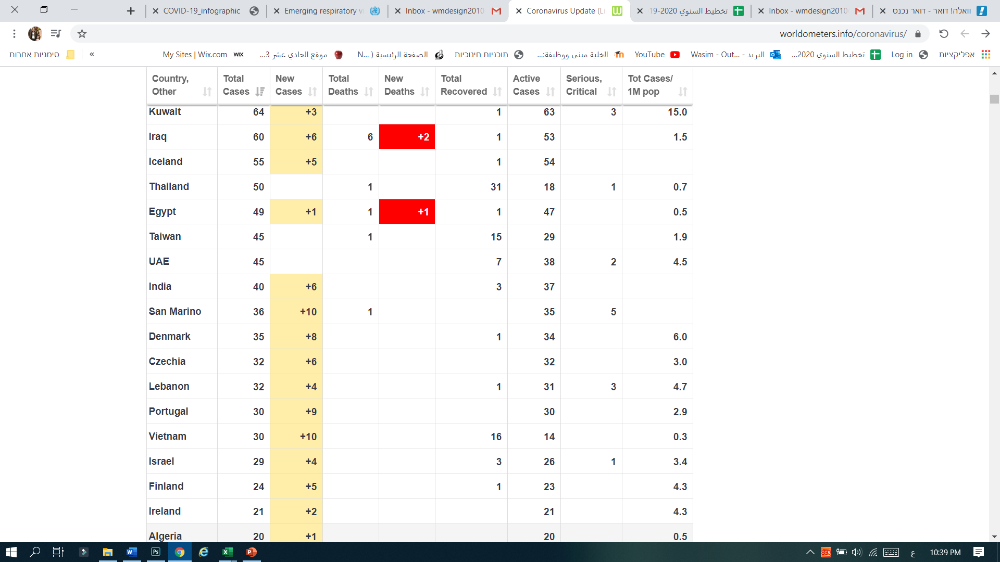 COVID-19_infographic
Emerging respiratory vi
Inbox - wmdesign2010
Coronavirus Update (Li
تخطيط السنوي 2020-19
Inbox - wmdesign2010
וואלה! דואר - דואר נכנס
worldometers.info/coronavirus/
סימניות אחרות
«
My Sites | Wix.com
WIX
موقع الحادي عشر 3...
الصفحة الرئيسية ( N...
תוכניות חינוכיות
الخلية مبنى ووظيفة:...
YouTube
البريد - Wasim - Out...
تخطيط السنوي 2020...
Log in
אפליקציות
Country, Other Total Cases New Cases Total Deaths New Deaths Total Recovered Active Cases Serious, Critical Tot Cases/ 1M pop
Kuwait 64 +3 1 63 3 15.0
Iraq 60 +6 6 +2 1 53 1.5
Iceland 55 +5 1 54
Thailand 50 1 31 18 1 0.7
Egypt 49 +1 1 +1 1 47 0.5
Taiwan 45 1 15 29 1.9
UAE 45 7 38 2 4.5
India 40 +6 3 37
San Marino 36 +10 1 35 5
Denmark 35 +8 1 34 6.0
Czechia 32 +6 32 3.0
Lebanon 32 +4 1 31 3 4.7
Portugal 30 +9 30 2.9
Vietnam 30 +10 16 14 0.3
Israel 29 +4 3 26 1 3.4
Finland 24 +5 1 23 4.3
Ireland 21 +2 21 4.3
Algeria 20 +1 20 0.5
ع
10:39 PM